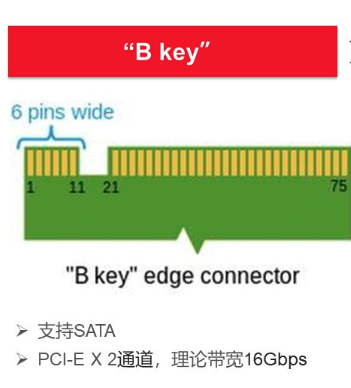 “B key”
6 pins wide
1 11 21 75
"B key" edge connector
➢ 支持SATA
➢ PCI-E X 2通道，理论带宽16Gbps